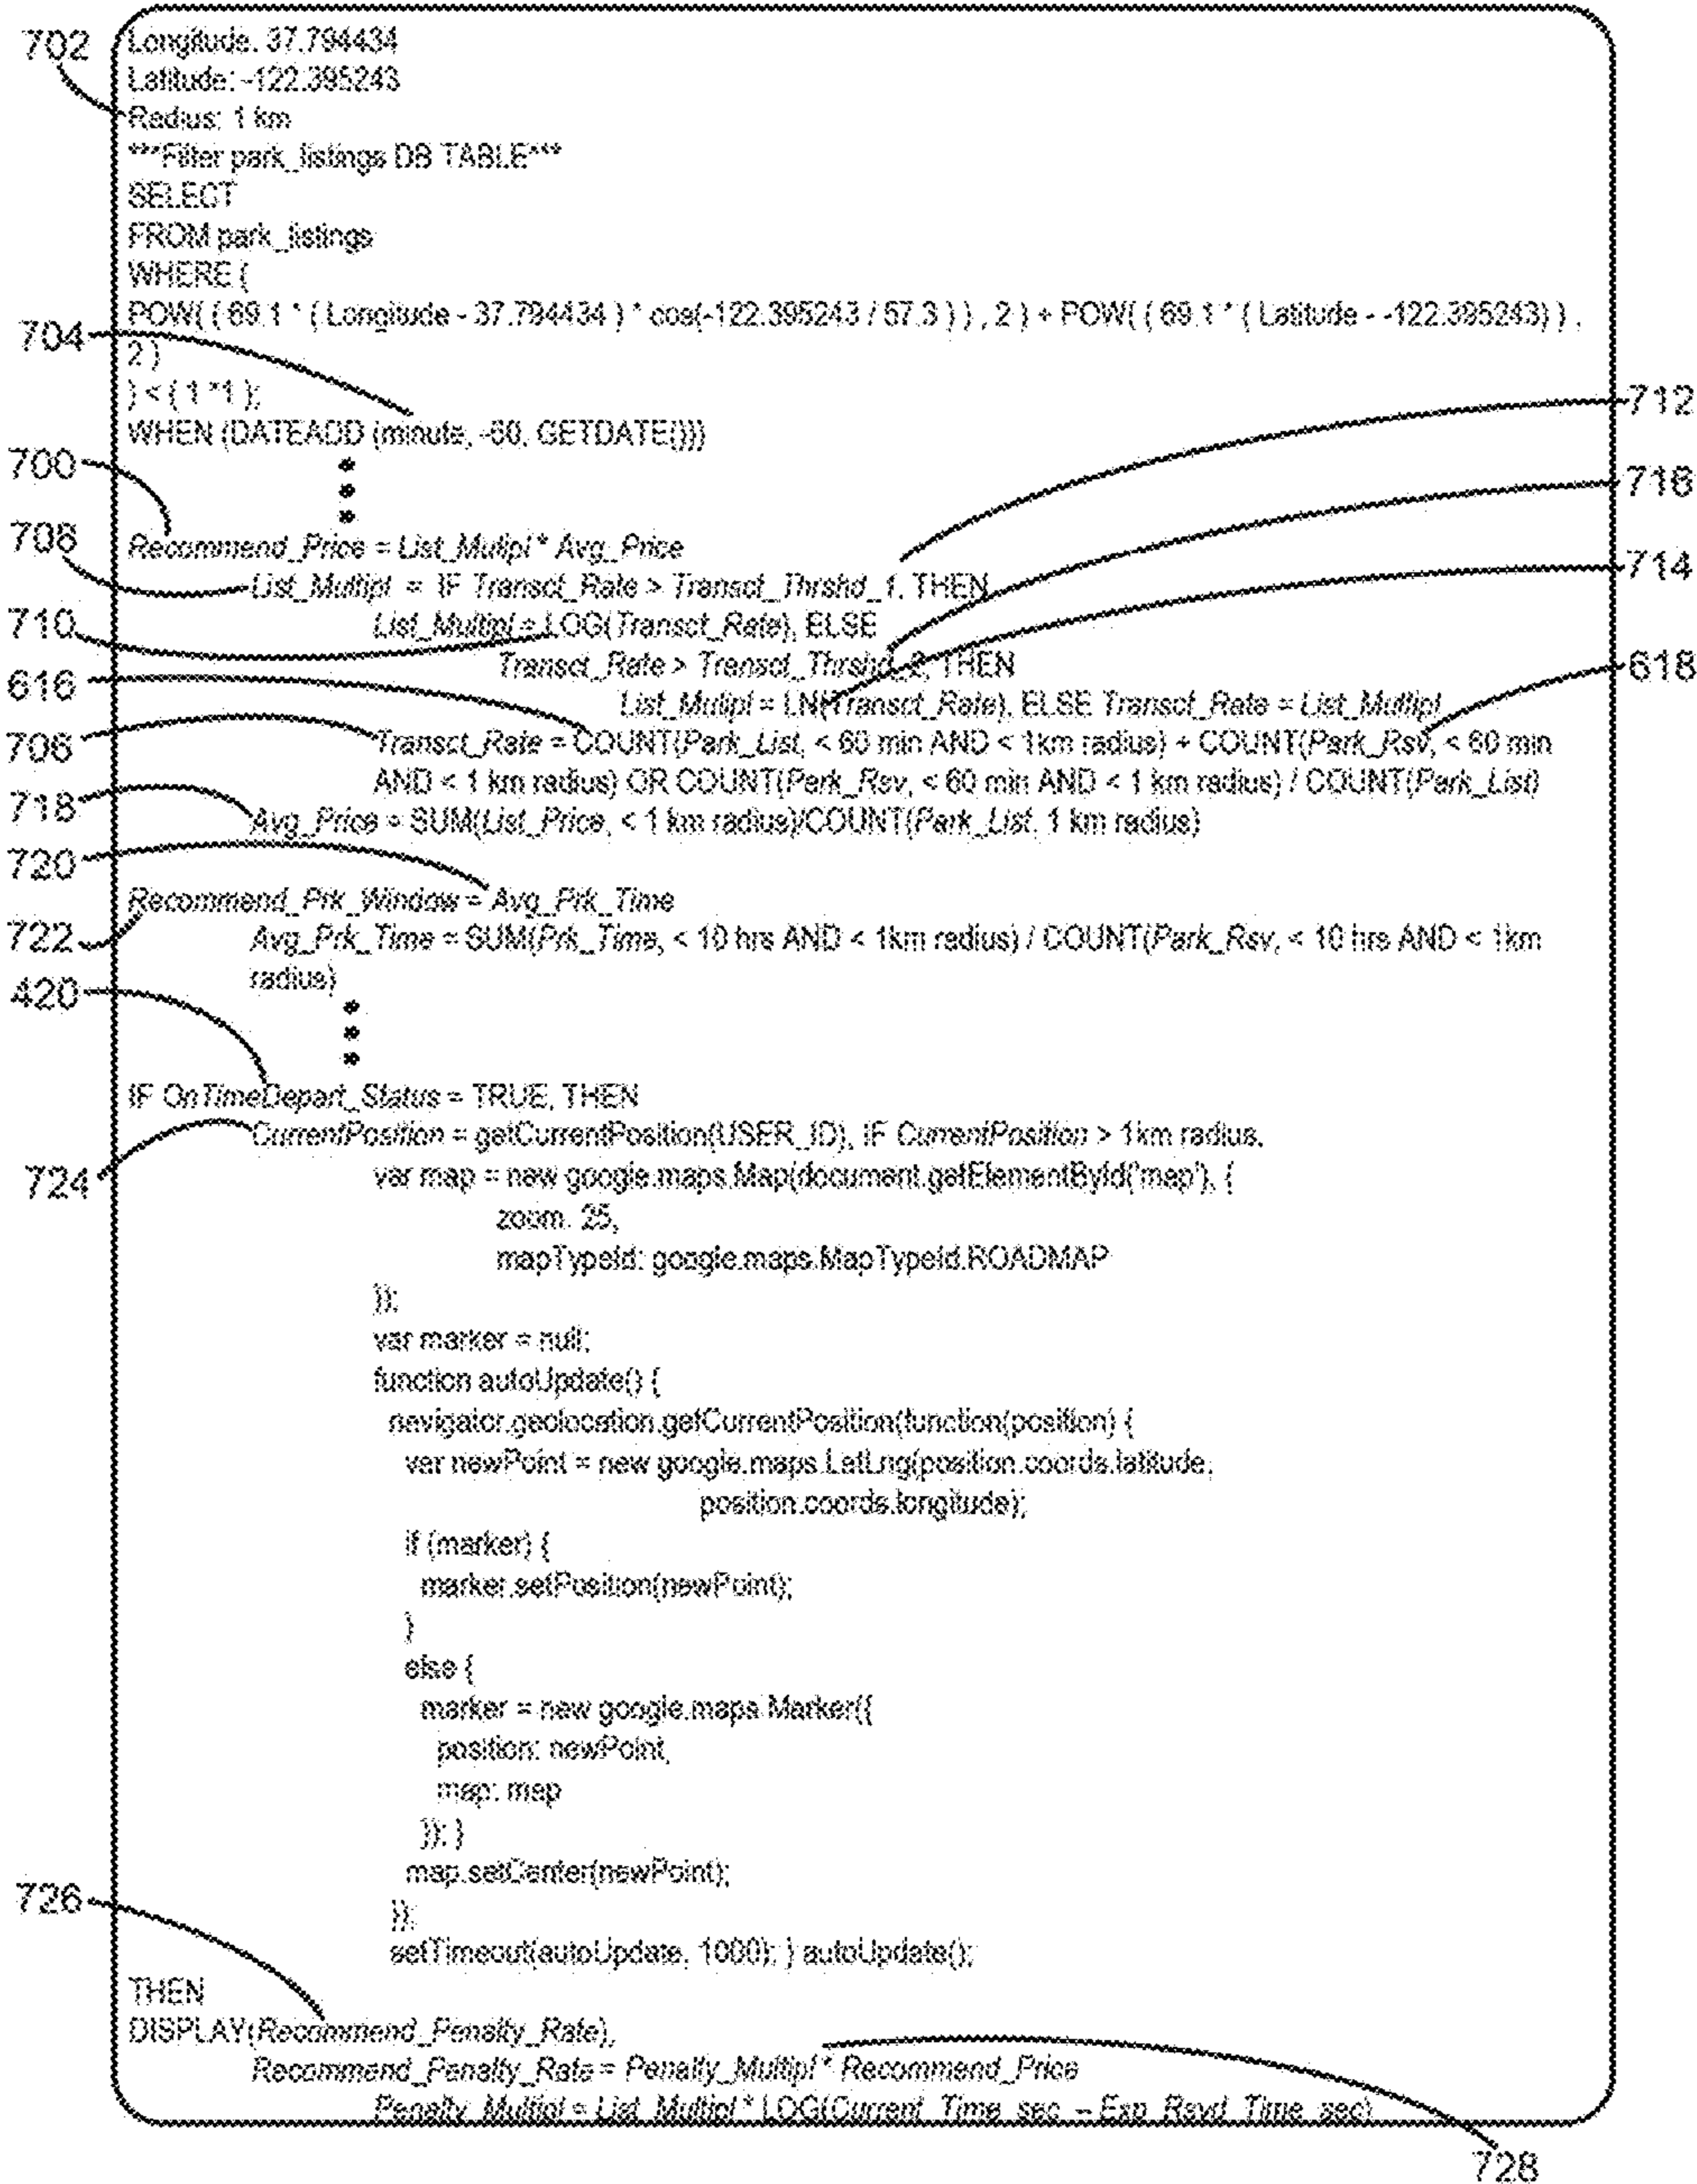 702
Longitude: 37.794434
Latitude: -122.395243
Radius: 1 km
***Filter park_listings DB TABLE***
SELECT
FROM park_listings
WHERE (
POW( ( 69.1 * ( Longitude - 37.794434 ) * cos(-122.395243 / 57.3 ) ) , 2 ) + POW( ( 69.1 * ( Latitude - -122.395243) ) ,
704
2 )
) < ( 1 *1 );
712
WHEN (DATEADD (minute, -60, GETDATE()))
700
716
708
Recommend_Price = List_Mulipl * Avg_Price
714
List_Multipl = IF Transct_Rate > Transct_Thrshd_1, THEN
710
List_Multipl = LOG(Transct_Rate), ELSE
Transct_Rate > Transct_Thrshd_2, THEN
618
616
List_Mulipl = LN(Transct_Rate), ELSE Transct_Rate = List_Multipl
706
Transct_Rate = COUNT(Park_List, < 60 min AND < 1km radius) + COUNT(Park_Rsv, < 60 min
AND < 1 km radius) OR COUNT(Park_Rsv, < 60 min AND < 1 km radius) / COUNT(Park_List)
718
Avg_Price = SUM(List_Price, < 1 km radius)/COUNT(Park_List, 1 km radius)
720
Recommend_Prk_Window = Avg_Prk_Time
722
Avg_Prk_Time = SUM(Prk_Time, < 10 hrs AND < 1km radius) / COUNT(Park_Rsv, < 10 hrs AND < 1km
radius)
420
IF OnTimeDepart_Status = TRUE, THEN
CurrentPosition = getCurrentPosition(USER_ID), IF CurrentPosition > 1km radius,
724
var map = new google.maps.Map(document.getElementById('map'), {
zoom: 25,
mapTypeId: google.maps.MapTypeId.ROADMAP
});
var marker = null;
function autoUpdate() {
navigator.geolocation.getCurrentPosition(function(position) {
var newPoint = new google.maps.LatLng(position.coords.latitude,
position.coords.longitude);
if (marker) {
marker.setPosition(newPoint);
}
else {
marker = new google.maps.Marker({
position: newPoint,
map: map
}); }
map.setCenter(newPoint);
726
});
setTimeout(autoUpdate, 1000); } autoUpdate();
THEN
DISPLAY(Recommend_Penalty_Rate),
Recommend_Penalty_Rate = Penalty_Multipl * Recommend_Price
Penalty_Multipl = List_Multipl * LOG(Current_Time_sec – Exp_Rsvd_Time_sec)
728